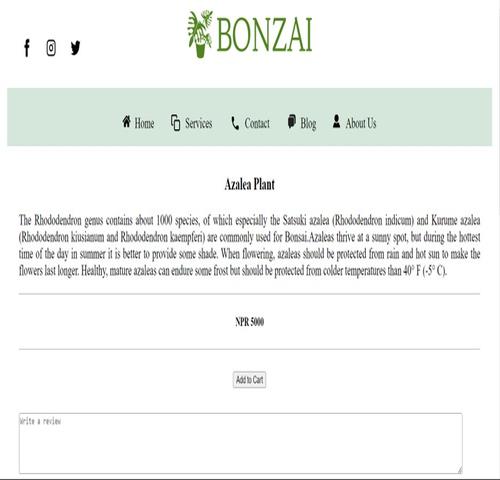 BONZAI
Home Services Contact Blog About Us
Azalea Plant
The Rhododendron genus contains about 1000 species, of which especially the Satsuki azalea (Rhododendron indicum) and Kurume azalea
(Rhododendron kiusianum and Rhododendron kaempferi) are commonly used for Bonsai.Azaleas thrive at a sunny spot, but during the hottest
time of the day in summer it is better to provide some shade. When flowering, azaleas should be protected from rain and hot sun to make the
flowers last longer. Healthy, mature azaleas can endure some frost but should be protected from colder temperatures than 40° F (-5° C).
NPR 5000
Add to Cart
Write a review